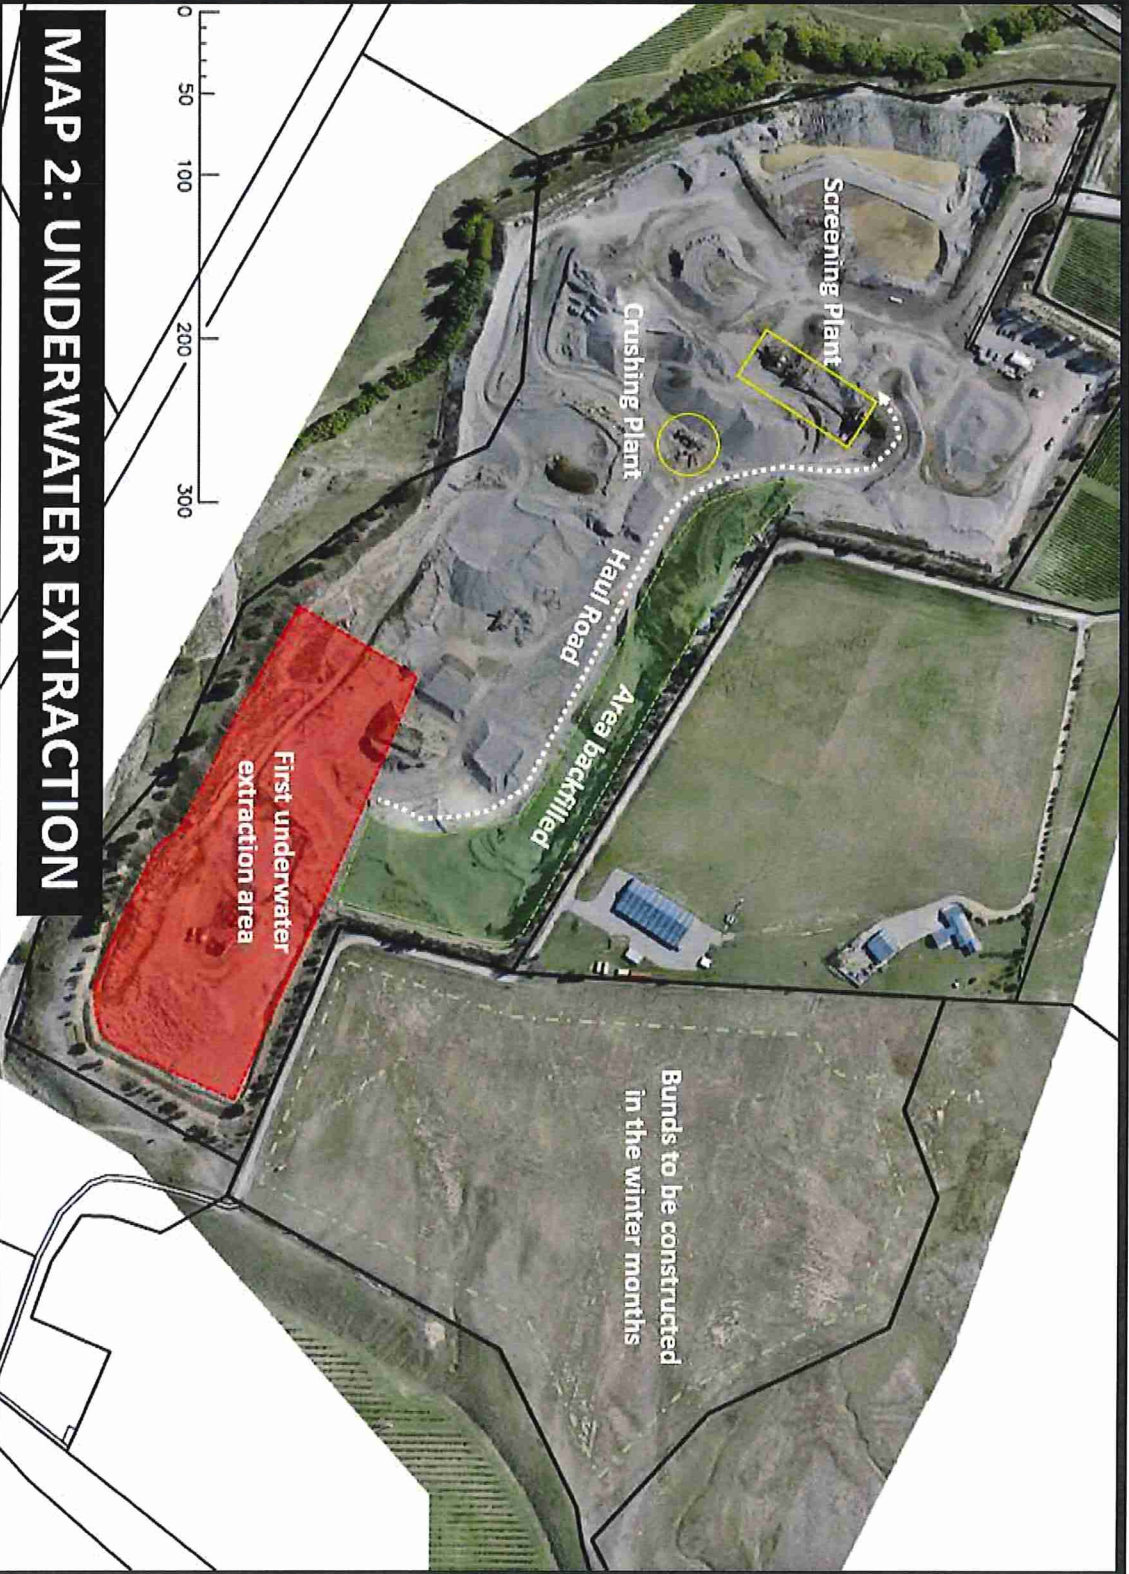 Screening Plant
Crushing Plant
Haul Road
Area backfilled
First underwater
extraction area
Bunds to be constructed
in the winter months
0 50 100 200 300
MAP 2: UNDERWATER EXTRACTION